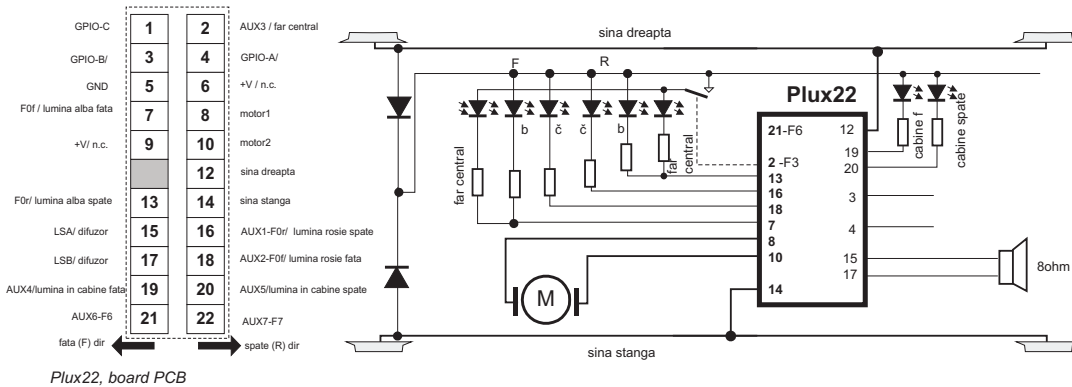 GPIO-C 1 2 AUX3 / far central
GPIO-B/ 3 4 GPIO-A/
GND 5 6 +V / n.c.
F0f / lumina alba fata 7 8 motor1
+V/ n.c. 9 10 motor2
12 sina dreapta
F0r/ lumina alba spate 13 14 sina stanga
LSA/ difuzor 15 16 AUX1-F0r/ lumina rosie spate
LSB/ difuzor 17 18 AUX2-F0f/ lumina rosie fata
AUX4/lumina in cabine fata 19 20 AUX5/lumina in cabine spate
AUX6-F6 21 22 AUX7-F7
fata (F) dir
spate (R) dir
Plux22, board PCB
sina dreapta
F
R
b
č
č
b
far central
far central
Plux22
21-F6
2 -F3
13
16
18
7
8
10
14
12
19
20
3
4
15
17
cabine f
cabine spate
8ohm
M
sina stanga